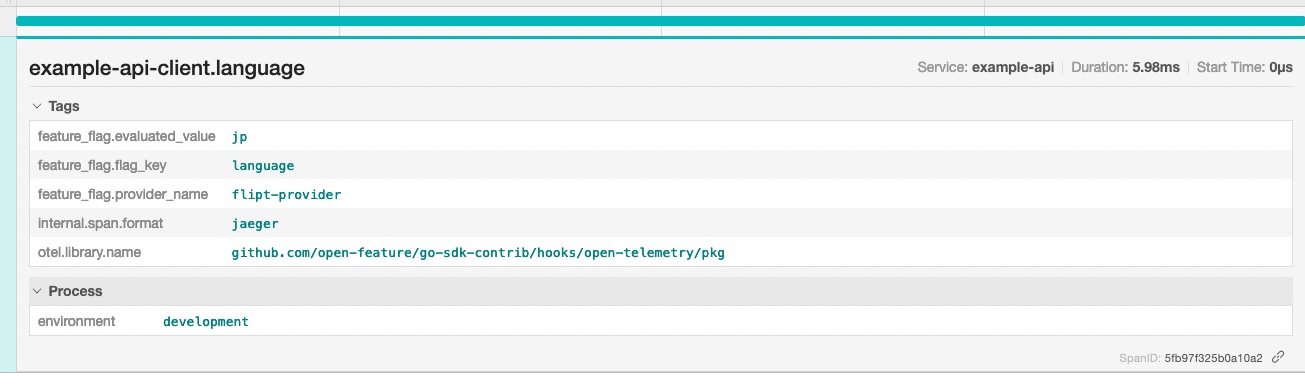 example-api-client.language
Service: example-api Duration: 5.98ms Start Time: 0μs
Tags
feature_flag.evaluated_value jp
feature_flag.flag_key language
feature_flag.provider_name flipt-provider
internal.span.format jaeger
otel.library.name github.com/open-feature/go-sdk-contrib/hooks/open-telemetry/pkg
Process
environment development
SpanID: 5fb97f325b0a10a2